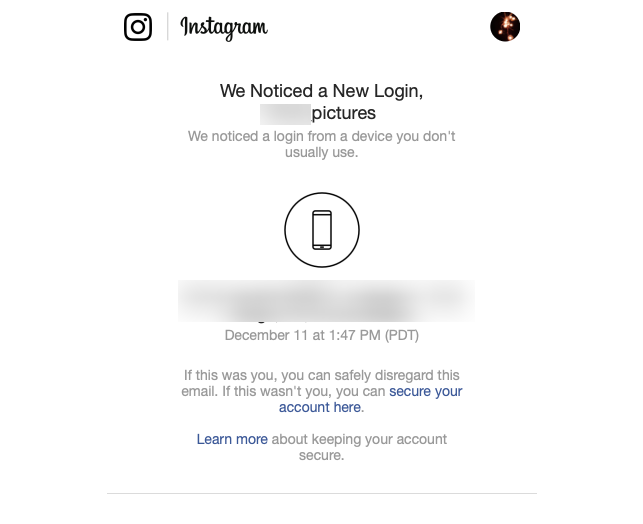 Instagram
We Noticed a New Login,
pictures
We noticed a login from a device you don't
usually use.
December 11 at 1:47 PM (PDT)
If this was you, you can safely disregard this
email. If this wasn't you, you can secure your
account here.
Learn more about keeping your account
secure.